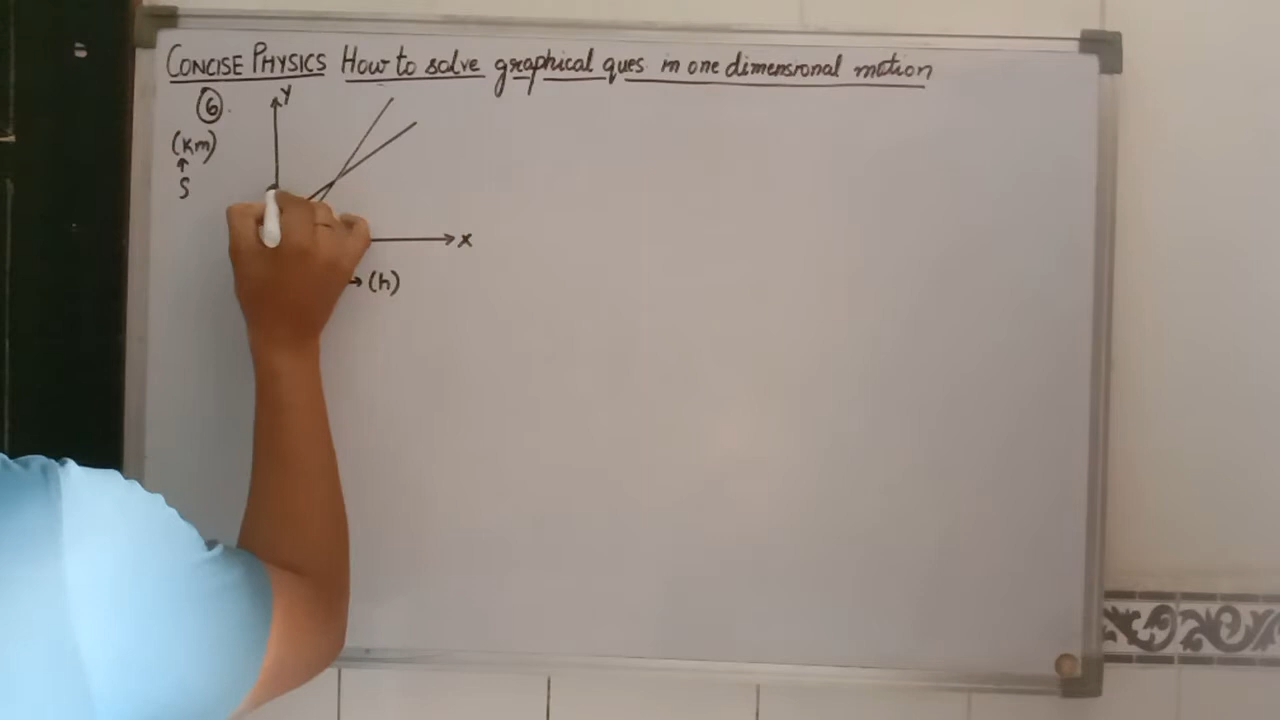 CONCISE PHYSICS How to solve graphical ques. in one dimensional motion
6
Y
(Km)
↑
S
X
→ (h)